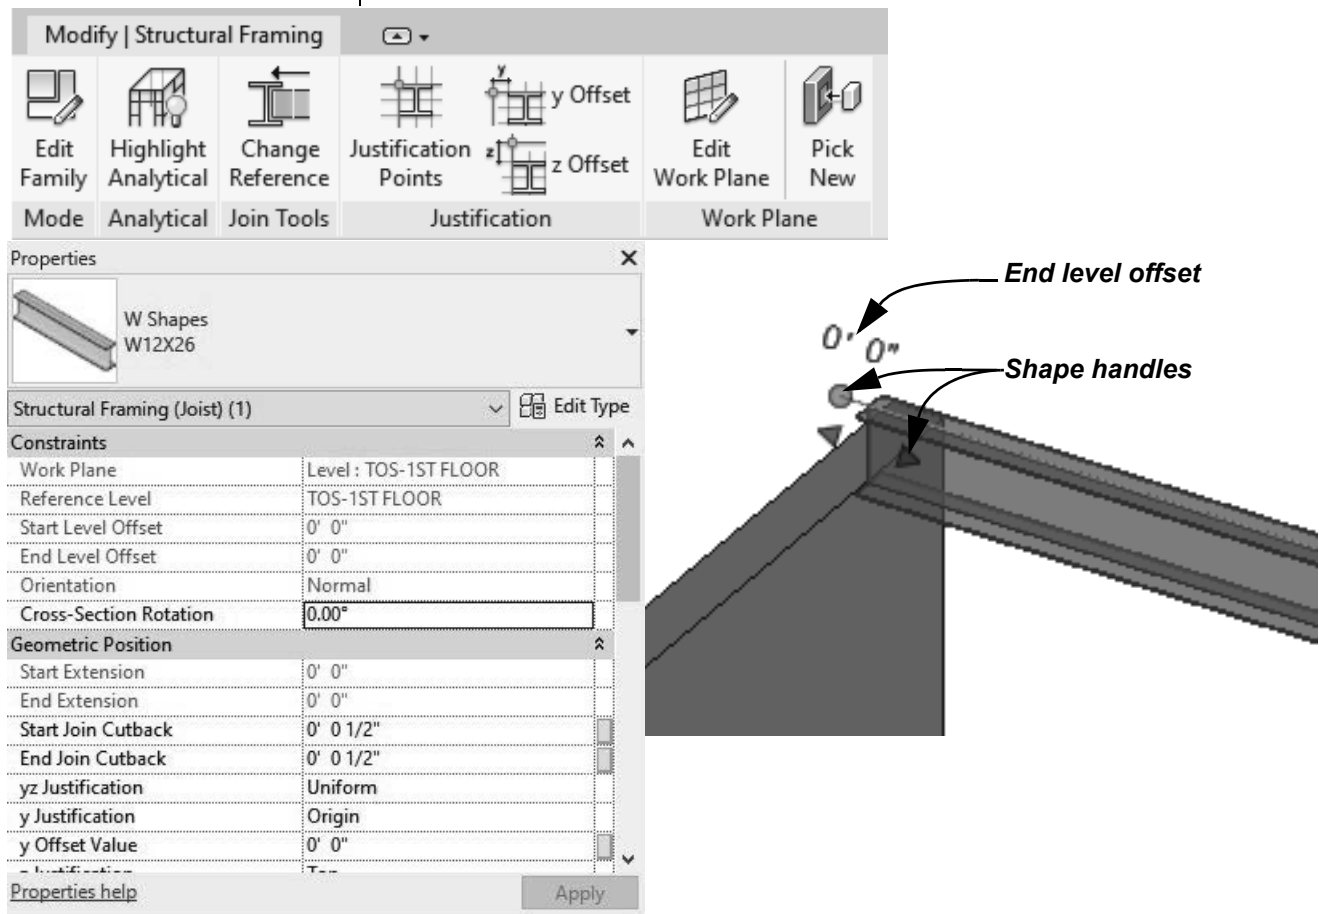 Modify | Structural Framing
Edit Family
Highlight Analytical
Change Reference
Justification Points
y Offset
z Offset
Edit Work Plane
Pick New
Mode
Analytical
Join Tools
Justification
Work Plane
Properties
W Shapes
W12X26
Structural Framing (Joist) (1)
Edit Type
Constraints
Work Plane Level : TOS-1ST FLOOR
Reference Level TOS-1ST FLOOR
Start Level Offset 0' 0"
End Level Offset 0' 0"
Orientation Normal
Cross-Section Rotation 0.00°
Geometric Position
Start Extension 0' 0"
End Extension 0' 0"
Start Join Cutback 0' 0 1/2"
End Join Cutback 0' 0 1/2"
yz Justification Uniform
y Justification Origin
y Offset Value 0' 0"
Properties help
Apply
End level offset
0' 0"
Shape handles